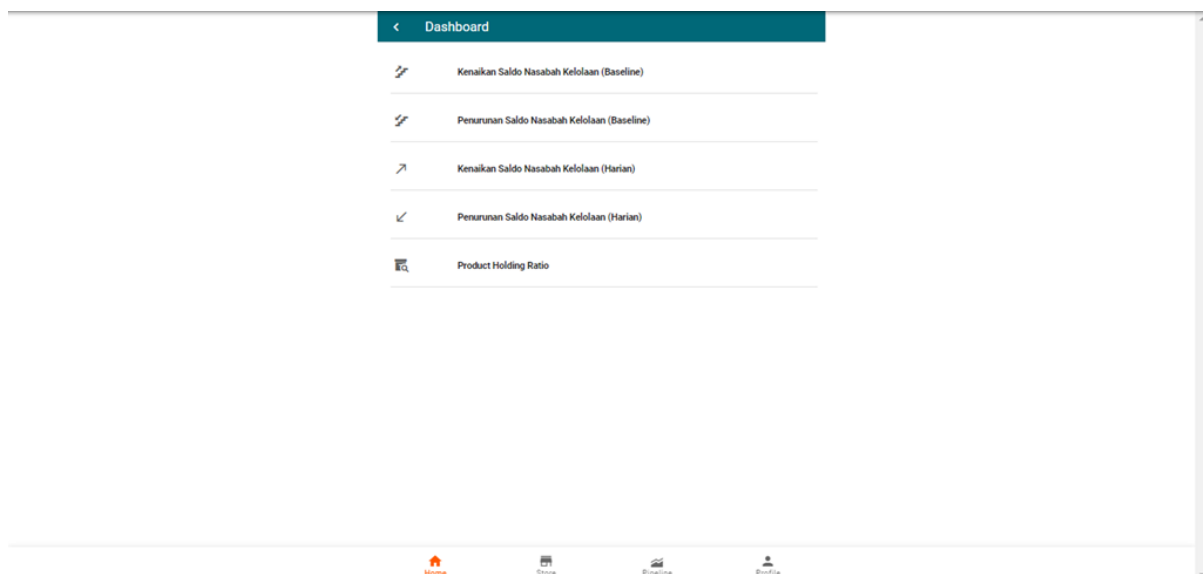 Dashboard
Kenaikan Saldo Nasabah Kelolaan (Baseline)
Penurunan Saldo Nasabah Kelolaan (Baseline)
Kenaikan Saldo Nasabah Kelolaan (Harian)
Penurunan Saldo Nasabah Kelolaan (Harian)
Product Holding Ratio
Home Store Pipeline Profile